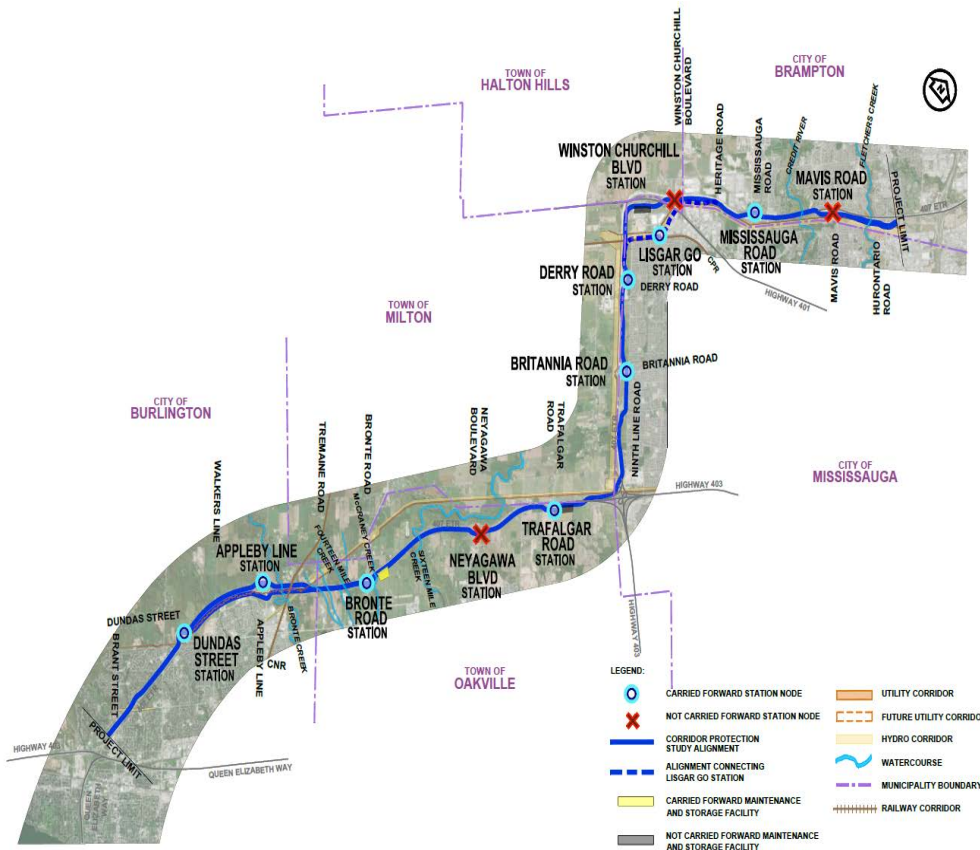 TOWN OF
HALTON HILLS
CITY OF
BRAMPTON
WINSTON CHURCHILL
BOULEVARD
HERITAGE ROAD
MISSISSAUGA
ROAD
CREDIT RIVER
FLETCHERS CREEK
WINSTON CHURCHILL
BLVD
STATION
MAVIS ROAD
STATION
PROJECT LIMIT
407 ETR
LISGAR GO
STATION
MISSISSAUGA
ROAD
STATION
MAVIS ROAD
HURONTARIO
ROAD
CPR
HIGHWAY 401
DERRY ROAD
STATION
DERRY ROAD
TOWN OF
MILTON
BRITANNIA ROAD
STATION
BRITANNIA ROAD
407 ETR
NINTH LINE ROAD
CITY OF
BURLINGTON
CITY OF
MISSISSAUGA
WALKERS LINE
TREMAINE ROAD
BRONTE ROAD
NEYAGAWA
BOULEVARD
TRAFALGAR
ROAD
HIGHWAY 403
McCRANEY CREEK
FOURTEEN MILE
CREEK
407 ETR
SIXTEEN MILE
CREEK
TRAFALGAR
ROAD
STATION
NEYAGAWA
BLVD
STATION
APPLEBY LINE
STATION
BRONTE
ROAD
STATION
BRONTE CREEK
DUNDAS STREET
DUNDAS
STREET
STATION
APPLEBY LINE
CNR
BRANT STREET
HIGHWAY 403
TOWN OF
OAKVILLE
PROJECT LIMIT
QUEEN ELIZABETH WAY
QUEEN
ELIZABETH
WAY
LEGEND:
CARRIED FORWARD STATION NODE
NOT CARRIED FORWARD STATION NODE
CORRIDOR PROTECTION
STUDY ALIGNMENT
ALIGNMENT CONNECTING
LISGAR GO STATION
CARRIED FORWARD MAINTENANCE
AND STORAGE FACILITY
NOT CARRIED FORWARD MAINTENANCE
AND STORAGE FACILITY
UTILITY CORRIDOR
FUTURE UTILITY CORRIDO
HYDRO CORRIDOR
WATERCOURSE
MUNICIPALITY BOUNDARY
RAILWAY CORRIDOR